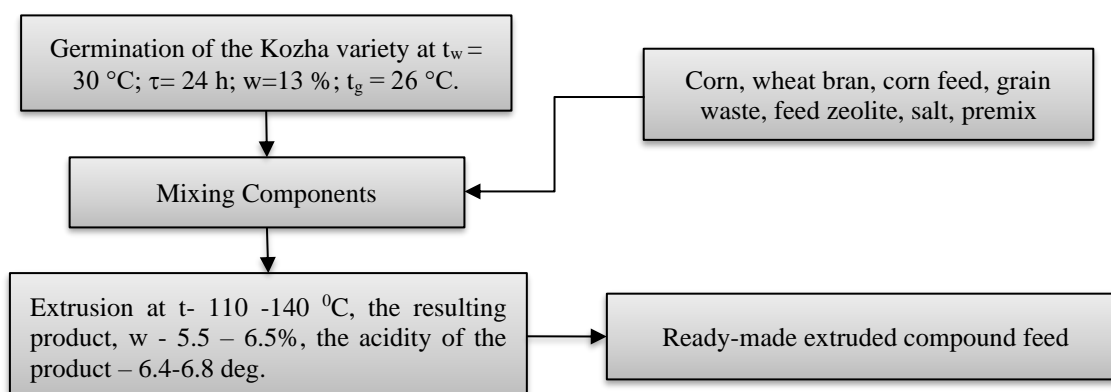 Germination of the Kozha variety at tw =
30 °C; τ= 24 h; w=13 %; tg = 26 °C.
Corn, wheat bran, corn feed, grain
waste, feed zeolite, salt, premix
Mixing Components
Extrusion at t- 110 -140 ⁰C, the resulting
product, w - 5.5 – 6.5%, the acidity of the
product – 6.4-6.8 deg.
Ready-made extruded compound feed